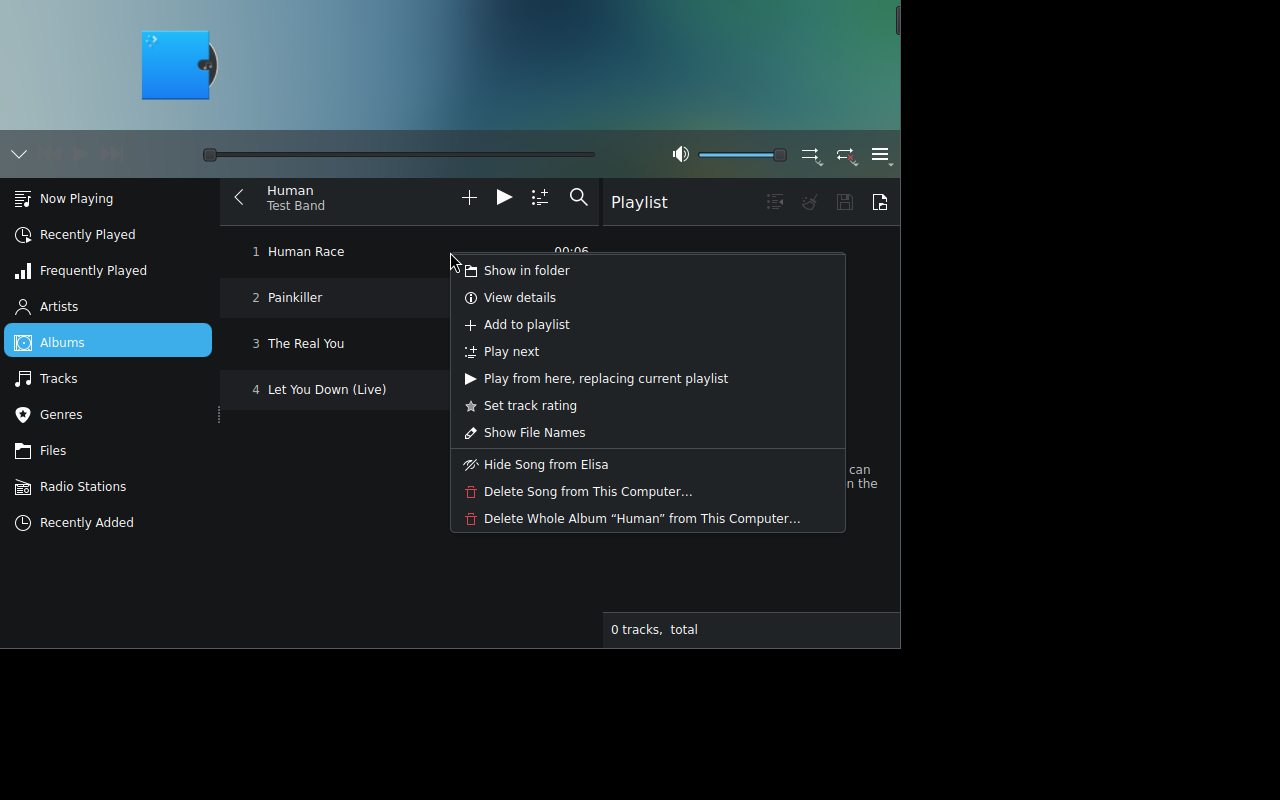 Human
Test Band
Playlist
Now Playing
Recently Played
Frequently Played
Artists
Albums
Tracks
Genres
Files
Radio Stations
Recently Added
1 Human Race 00:06
2 Painkiller
3 The Real You
4 Let You Down (Live)
Show in folder
View details
Add to playlist
Play next
Play from here, replacing current playlist
Set track rating
Show File Names
Hide Song from Elisa
Delete Song from This Computer...
Delete Whole Album “Human” from This Computer...
can
the
0 tracks, total